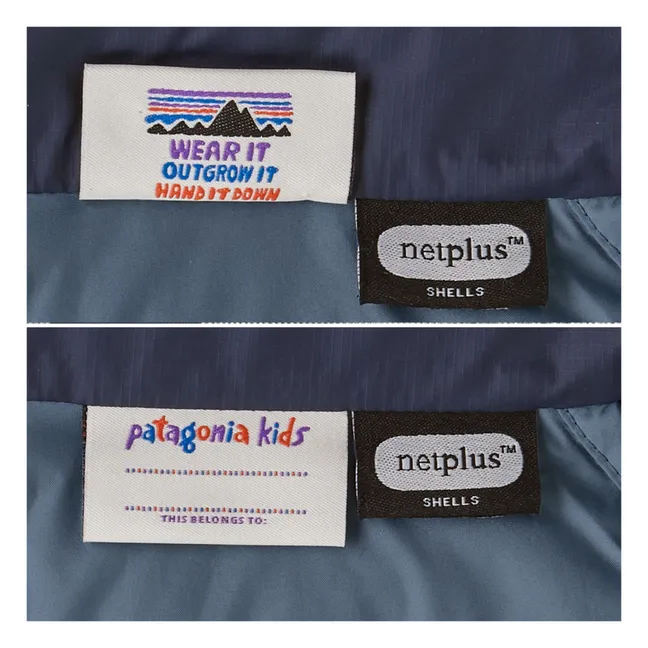 WEAR IT
OUTGROW IT
HAND IT DOWN
netplus™
SHELLS
patagonia kids
THIS BELONGS TO:
netplus™
SHELLS